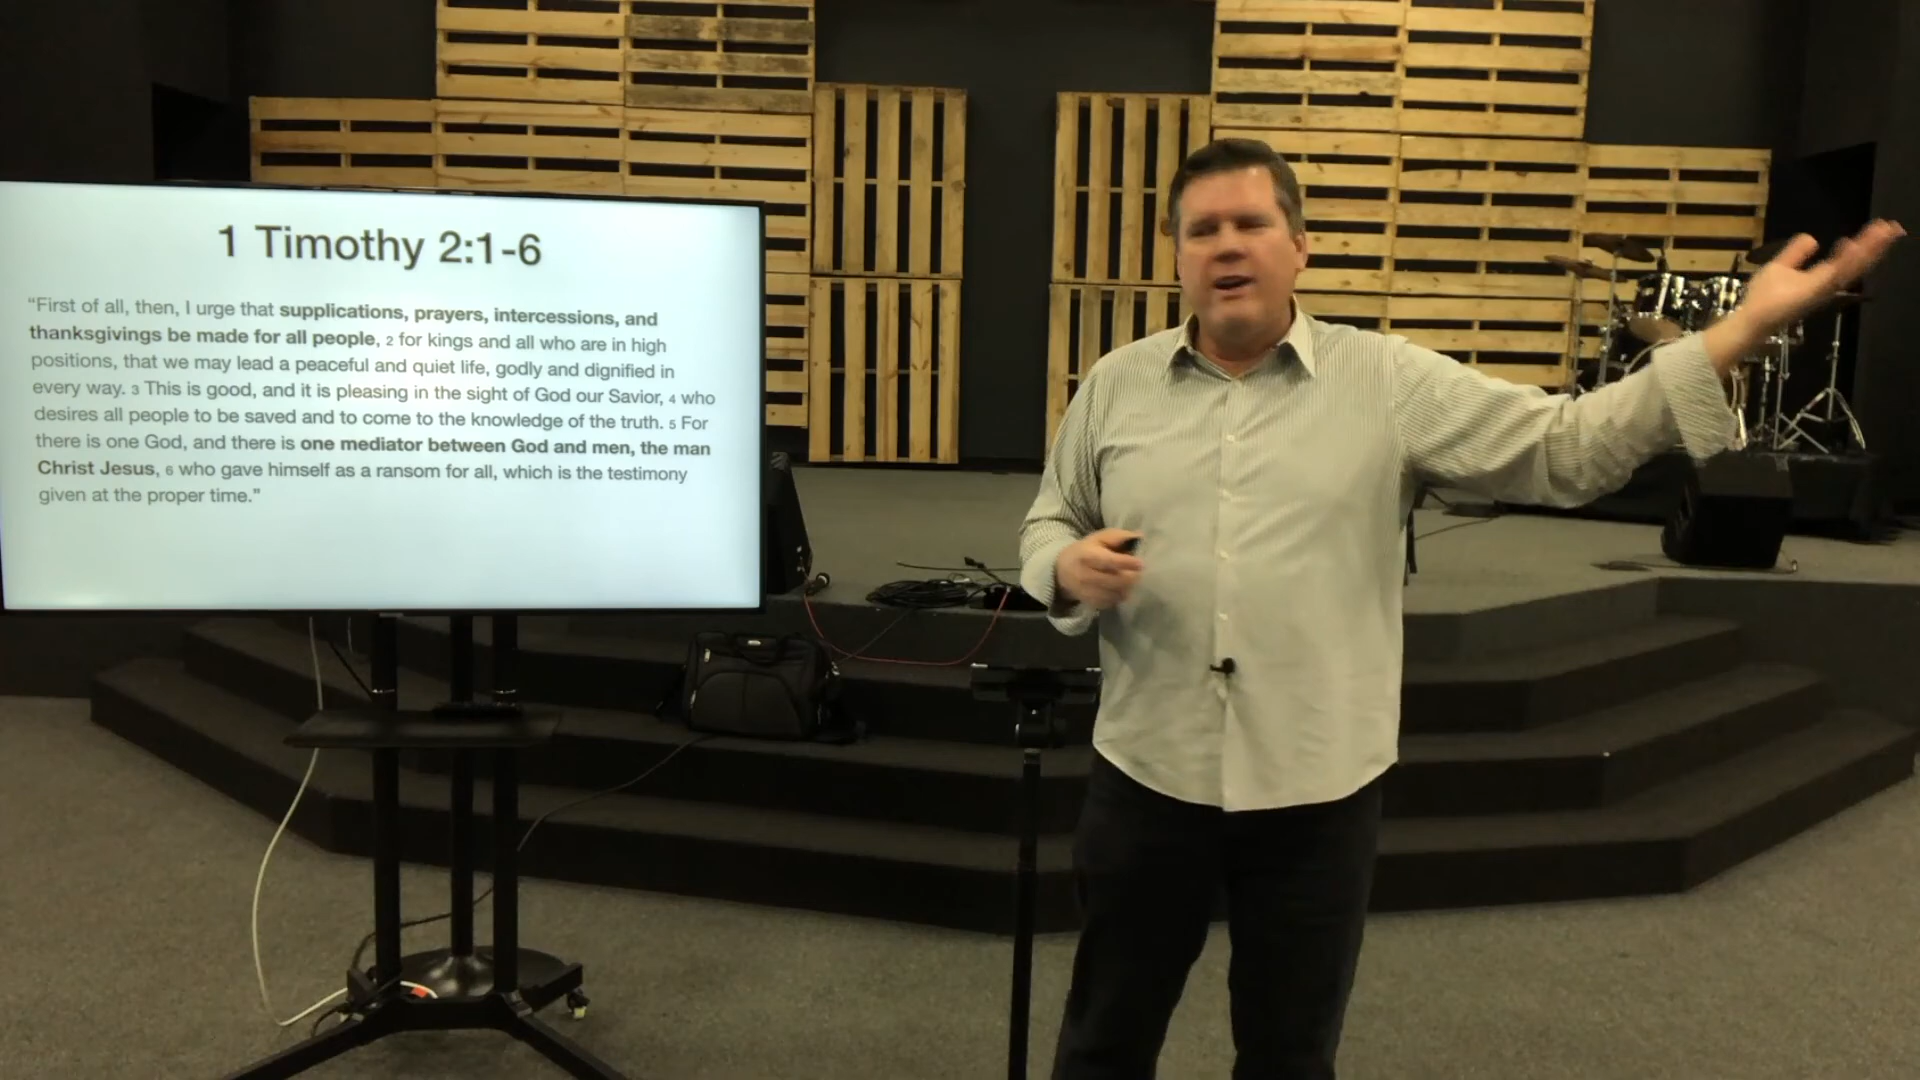 1 Timothy 2:1-6
“First of all, then, I urge that supplications, prayers, intercessions, and
thanksgivings be made for all people, 2 for kings and all who are in high
positions, that we may lead a peaceful and quiet life, godly and dignified in
every way. 3 This is good, and it is pleasing in the sight of God our Savior, 4 who
desires all people to be saved and to come to the knowledge of the truth. 5 For
there is one God, and there is one mediator between God and men, the man
Christ Jesus, 6 who gave himself as a ransom for all, which is the testimony
given at the proper time.”